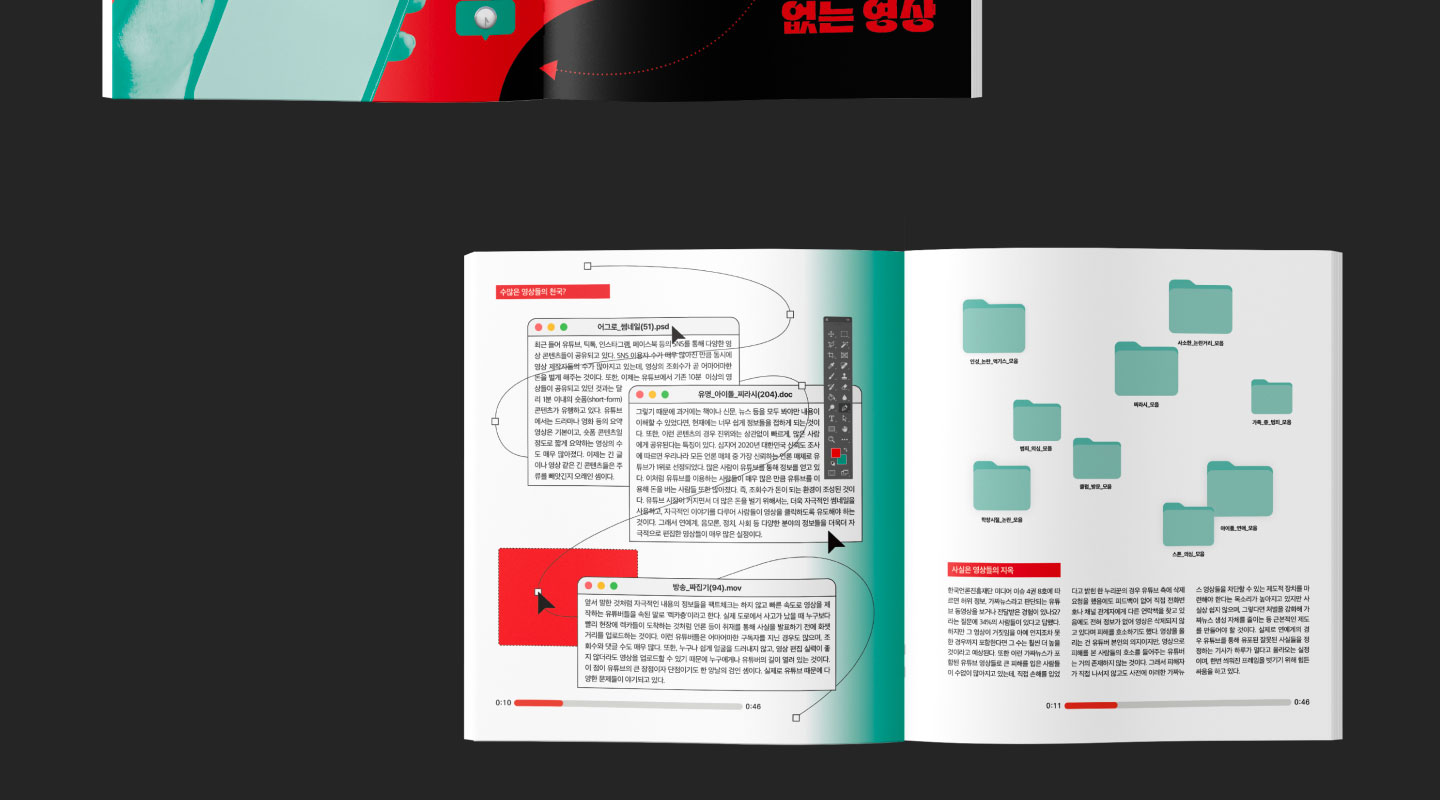 없는 영상
수많은 영상들의 천국?
어그로_썸네일(51).psd
최근 들어 유튜브, 틱톡, 인스타그램, 페이스북 등의 SNS를 통해 다양한 영
상 콘텐츠들이 공유되고 있다. SNS 이용자 수가 매우 많아진 만큼 동시에
영상 제작자들의 수가 많아지고 있는데, 영상의 조회수가 곧 어마어마한
돈을 벌게 해주는 것이다. 또한, 이제는 유튜브에서 기존 10분 이상의 영
상들이 공유되고 있던 것과는 달
리 1분 이내의 숏폼(short-form)
콘텐츠가 유행하고 있다. 유튜브
에서는 드라마나 영화 등의 요약
영상은 기본이고, 숏폼 콘텐츠일
정도로 짧게 요약하는 영상의 수
도 매우 많아졌다. 이제는 긴 글
이나 영상 같은 긴 콘텐츠들은 주
류를 빼앗긴지 오래인 셈이다.
유명_아이돌_찌라시(204).doc
그렇기 때문에 과거에는 책이나 신문, 뉴스 등을 모두 봐야만 내용이
이해할 수 있었다면, 현재에는 너무 쉽게 정보들을 접하게 되는 것이
다. 또한, 이런 콘텐츠의 경우 진위와는 상관없이 빠르게, 많은 사람
에게 공유된다는 특징이 있다. 심지어 2020년 대한민국 신뢰도 조사
에 따르면 우리나라 모든 언론 매체 중 가장 신뢰하는 언론 매체로 유
튜브가 1위로 선정되었다. 많은 사람이 유튜브를 통해 정보를 얻고 있
다. 이처럼 유튜브를 이용하는 사람들이 매우 많은 만큼 유튜브를 이
용해 돈을 버는 사람들 또한 많아졌다. 즉, 조회수가 돈이 되는 환경이 조성된 것이
다. 유튜브 시장이 커지면서 더 많은 돈을 벌기 위해서는, 더욱 자극적인 썸네일을
사용하고, 자극적인 이야기를 다루어 사람들이 영상을 클릭하도록 유도해야 하는
것이다. 그래서 연예계, 음모론, 정치, 사회 등 다양한 분야의 정보들을 더욱더 자
극적으로 편집한 영상들이 매우 많은 실정이다.
방송_짜집기(94).mov
앞서 말한 것처럼 자극적인 내용의 정보들을 팩트체크는 하지 않고 빠른 속도로 영상을 제
작하는 유튜버들을 속된 말로 '렉카충'이라고 한다. 실제 도로에서 사고가 났을 때 누구보다
빨리 현장에 렉카들이 도착하는 것처럼 언론 등이 취재를 통해 사실을 발표하기 전에 화젯
거리를 업로드하는 것이다. 이런 유튜버들은 어마어마한 구독자를 지닌 경우도 많으며, 조
회수와 댓글 수도 매우 많다. 또한, 누구나 쉽게 얼굴을 드러내지 않고, 영상 편집 실력이 좋
지 않더라도 영상을 업로드할 수 있기 때문에 누구에게나 유튜버의 길이 열려 있는 것이다.
이 점이 유튜브의 큰 장점이자 단점이기도 한 양날의 검인 셈이다. 실제로 유튜브 때문에 다
양한 문제들이 야기되고 있다.
0:10
0:46
인성_논란_엮기스_모음
사소한_논란거리_모음
찌라시_모음
가족_중_범죄_모음
범죄_의심_모음
클럽_방문_모음
학창시절_논란_모음
아이돌_연예_모음
스폰_의심_모음
사실은 영상들의 지옥
한국언론진흥재단 미디어 이슈 4권 8호에 따
르면 허위 정보, 가짜뉴스라고 판단되는 유튜
브 동영상을 보거나 전달받은 경험이 있나요?
라는 질문에 34%의 사람들이 있다고 답했다.
하지만 그 영상이 거짓임을 아예 인지조차 못
한 경우까지 포함한다면 그 수는 훨씬 더 높을
것이라고 예상된다. 또한 이런 가짜뉴스가 포
함된 유튜브 영상들로 큰 피해를 입은 사람들
이 수없이 많아지고 있는데, 직접 손해를 입었
다고 밝힌 한 누리꾼의 경우 유튜브 측에 삭제
요청을 했음에도 피드백이 없어 직접 전화번
호나 채널 관계자에게 다른 연락책을 찾고 있
음에도 전혀 정보가 없어 영상은 삭제되지 않
고 있다며 피해를 호소하기도 했다. 영상을 올
리는 건 유튜버 본인의 의지이지만, 영상으로
피해를 본 사람들의 호소를 들어주는 유튜버
는 거의 존재하지 않는 것이다. 그래서 피해자
가 직접 나서지 않고도 사전에 이러한 가짜뉴
스 영상들을 차단할 수 있는 제도적 장치를 마
련해야 한다는 목소리가 높아지고 있지만 사
실상 쉽지 않으며, 그렇다면 처벌을 강화해 가
짜뉴스 생성 자체를 줄이는 등 근본적인 제도
를 만들어야 할 것이다. 실제로 연예계의 경
우 유튜브를 통해 유포된 잘못된 사실들을 정
정하는 기사가 하루가 멀다고 올라오는 실정
이며, 한번 씌워진 프레임을 벗기기 위해 힘든
싸움을 하고 있다.
0:11
0:46